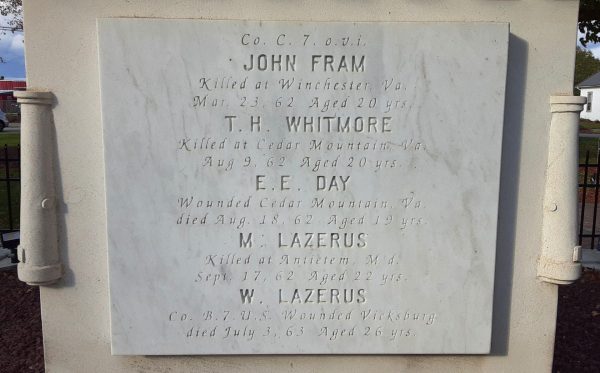 Co. C. 7. o.v.i.
JOHN FRAM
Killed at Winchester, Va.
Mar. 23, 62 Aged 20 yrs.
T. H. WHITMORE
Killed at Cedar Mountain, Va.
Aug 9, 62 Aged 20 yrs.
E. E. DAY
Wounded Cedar Mountain, Va.
died Aug. 18, 62 Aged 19 yrs.
M. LAZERUS
Killed at Antietem, Md.
Sept. 17, 62 Aged 22 yrs.
W. LAZERUS
Co. B. 7. U.S. Wounded Vicksburg
died July 3, 63 Aged 26 yrs.